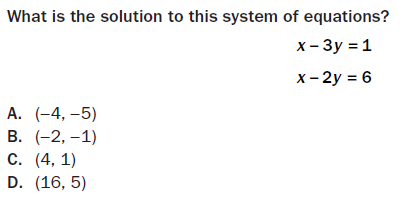 What is the solution to this system of equations?
x – 3y = 1
x – 2y = 6
A. (–4, –5)
B. (–2, –1)
C. (4, 1)
D. (16, 5)